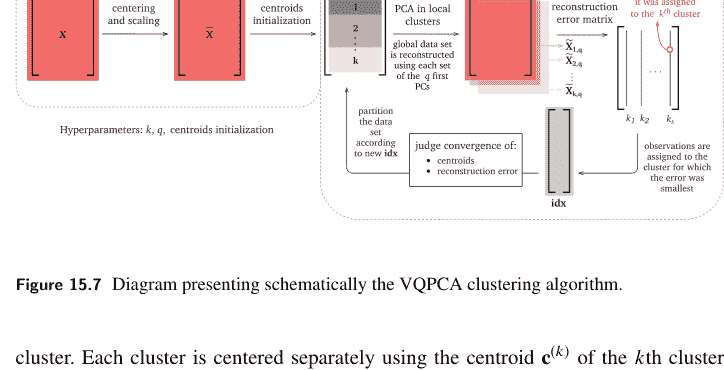 it was assigned
to the kth cluster
centering
and scaling
centroids
initialization
PCA in local
clusters
reconstruction
error matrix
X
X̄
1
2
k
global data set
is reconstructed
using each set
of the q first
PCs
X̃1,q
X̃2,q
X̃k,q
...
k1 k2 kk
Hyperparameters: k, q, centroids initialization
partition
the data
set
according
to new idx
judge convergence of:
• centroids
• reconstruction error
idx
observations are
assigned to the
cluster for which
the error was
smallest
Figure 15.7 Diagram presenting schematically the VQPCA clustering algorithm.
cluster. Each cluster is centered separately using the centroid c(k) of the kth cluster